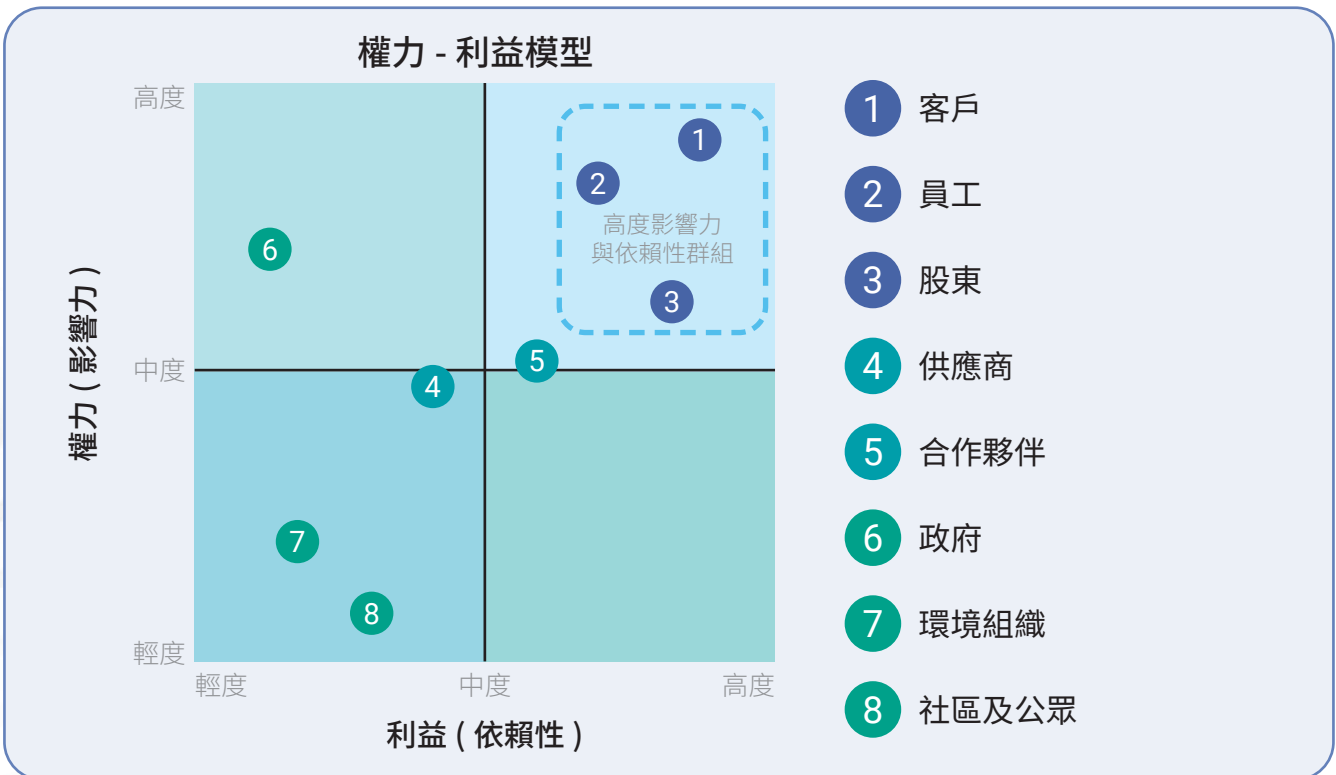 權力 - 利益模型
高度
中度
輕度
權力 ( 影響力 )
1
2
高度影響力
與依賴性群組
3
6
5
4
7
8
輕度
中度
高度
利益 ( 依賴性 )
1 客戶
2 員工
3 股東
4 供應商
5 合作夥伴
6 政府
7 環境組織
8 社區及公眾